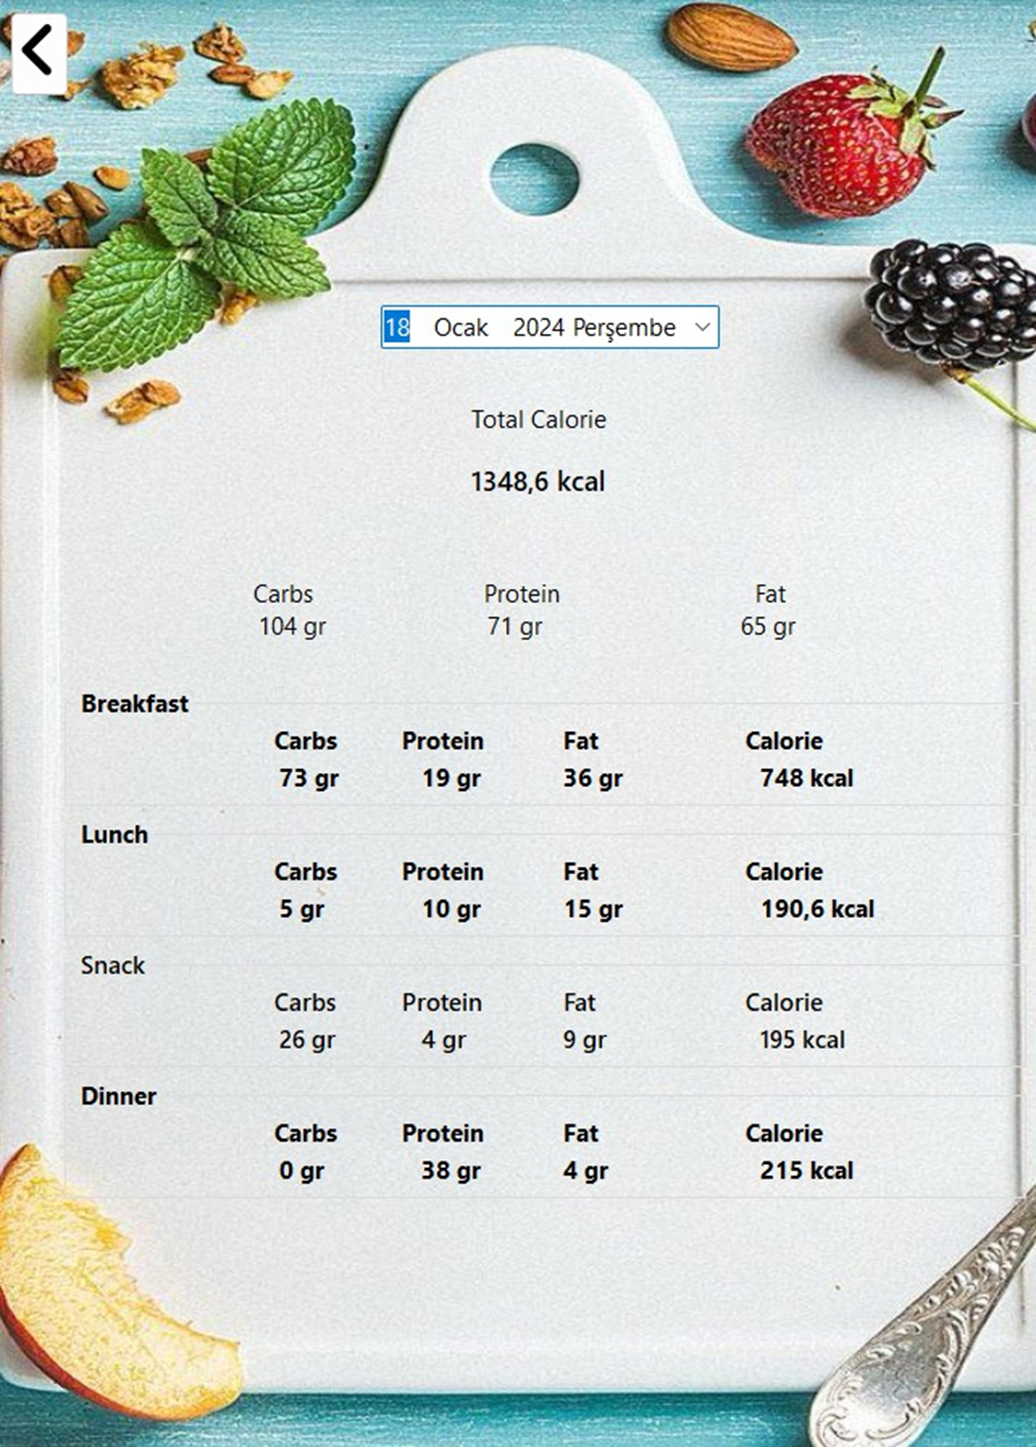 18 Ocak 2024 Perşembe
Total Calorie
1348,6 kcal
Carbs Protein Fat
104 gr 71 gr 65 gr
Breakfast
Carbs Protein Fat Calorie
73 gr 19 gr 36 gr 748 kcal
Lunch
Carbs Protein Fat Calorie
5 gr 10 gr 15 gr 190,6 kcal
Snack
Carbs Protein Fat Calorie
26 gr 4 gr 9 gr 195 kcal
Dinner
Carbs Protein Fat Calorie
0 gr 38 gr 4 gr 215 kcal